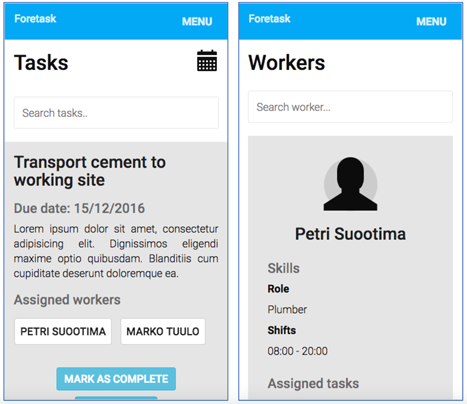 Foretask
MENU
Tasks
Search tasks..
Transport cement to
working site
Due date: 15/12/2016
Lorem ipsum dolor sit amet, consectetur
adipisicing elit. Dignissimos eligendi
maxime optio quibusdam. Blanditiis cum
cupiditate deserunt doloremque ea.
Assigned workers
PETRI SUOOTIMA MARKO TUULO
MARK AS COMPLETE
Foretask
MENU
Workers
Search worker...
Petri Suootima
Skills
Role
Plumber
Shifts
08:00 - 20:00
Assigned tasks